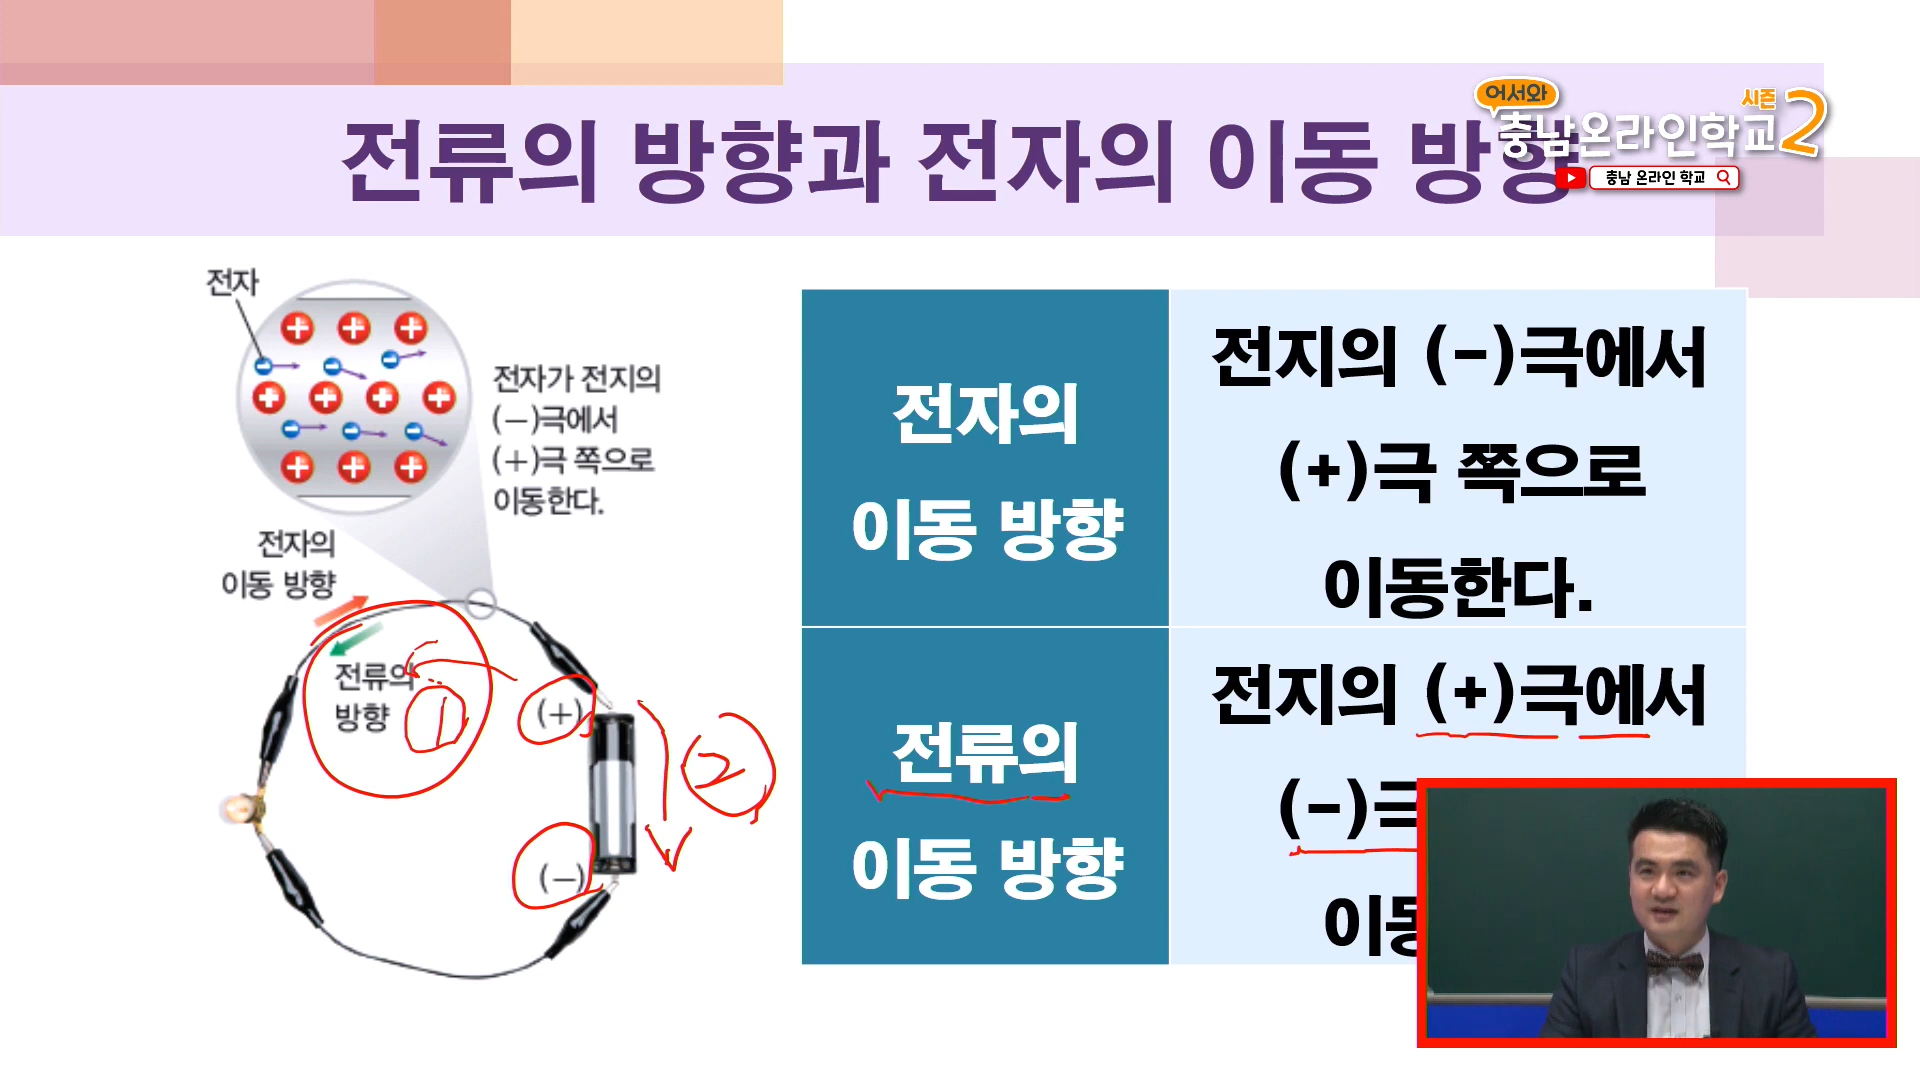 어서와
시즌2
충남온라인학교
충남 온라인 학교
전류의 방향과 전자의 이동 방향
전자
전자가 전지의
(−)극에서
(+)극 쪽으로
이동한다.
전자의
이동 방향
전류의
방향
①
(+)
②
(−)
전자의
이동 방향
전지의 (-)극에서
(+)극 쪽으로
이동한다.
전류의
이동 방향
전지의 (+)극에서
(-)극